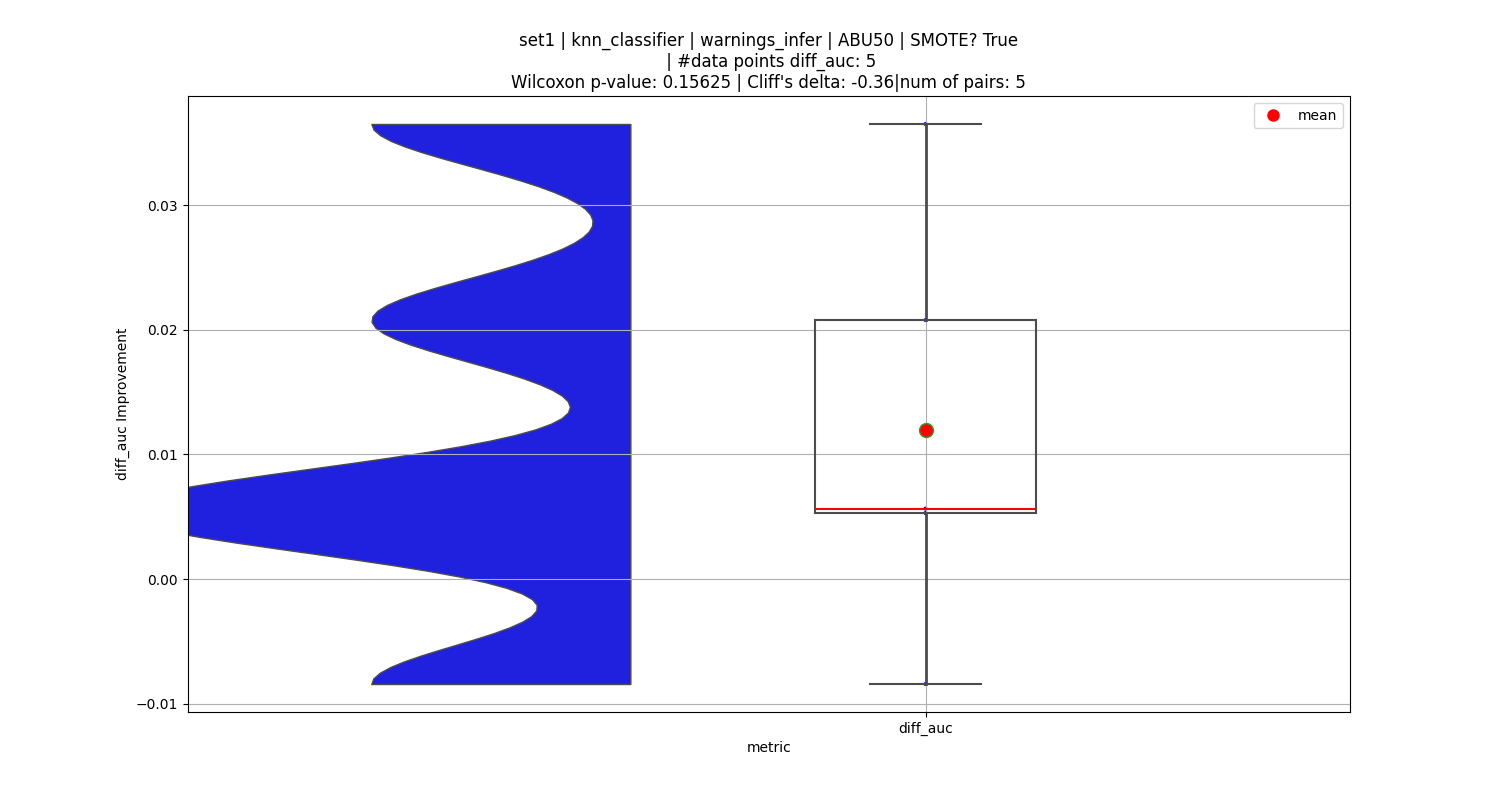 set1 | knn_classifier | warnings_infer | ABU50 | SMOTE? True
| #data points diff_auc: 5
Wilcoxon p-value: 0.15625 | Cliff's delta: -0.36|num of pairs: 5
mean
0.03
0.02
0.01
0.00
−0.01
diff_auc Improvement
diff_auc
metric